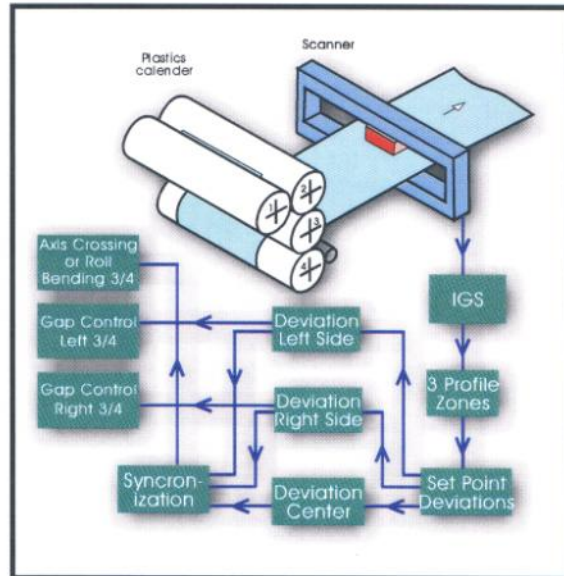 Scanner
Plastics
calender
1
2
3
4
Axis Crossing
or Roll
Bending 3/4
IGS
Gap Control
Left 3/4
Deviation
Left Side
3 Profile
Zones
Gap Control
Right 3/4
Deviation
Right Side
Syncron-
ization
Deviation
Center
Set Point
Deviations